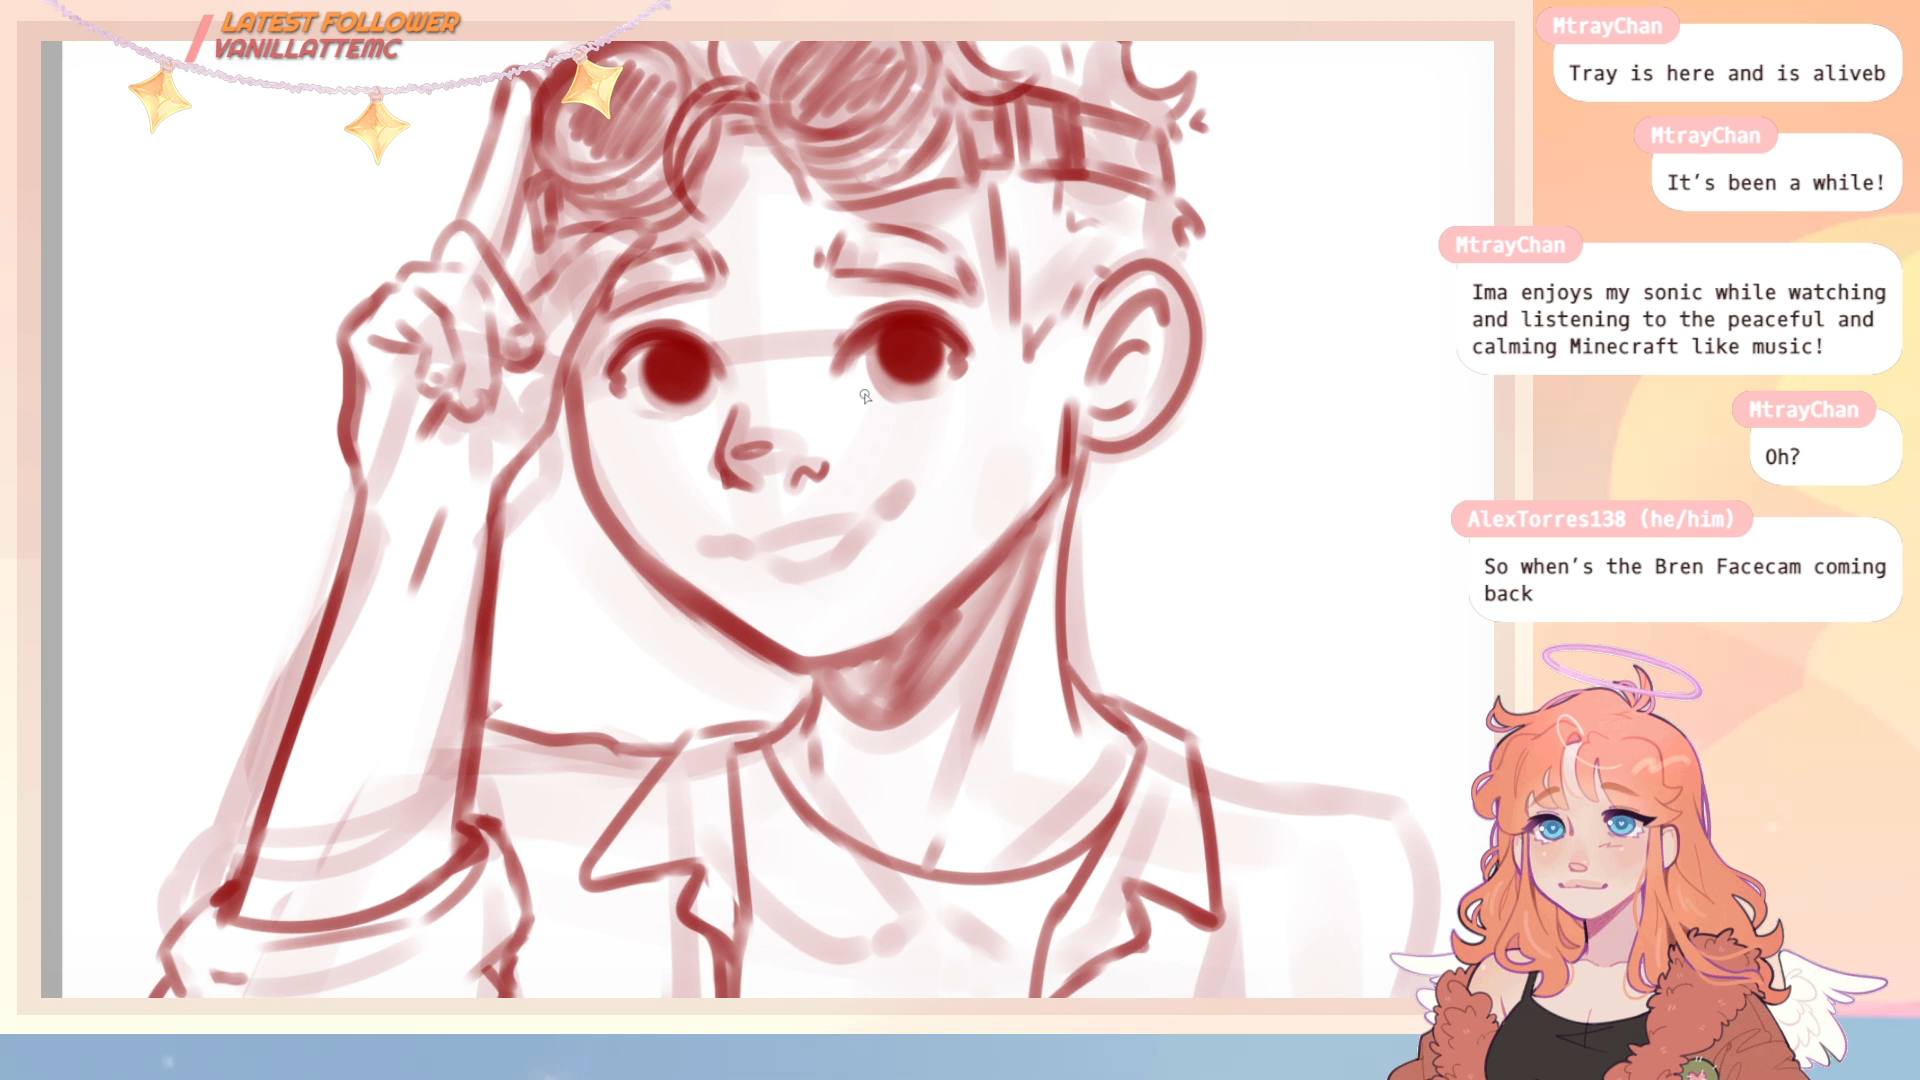 LATEST FOLLOWER
VANILLATTEMC
MtrayChan
Tray is here and is aliveb
MtrayChan
It’s been a while!
MtrayChan
Ima enjoys my sonic while watching
and listening to the peaceful and
calming Minecraft like music!
MtrayChan
Oh?
AlexTorres138 (he/him)
So when’s the Bren Facecam coming
back